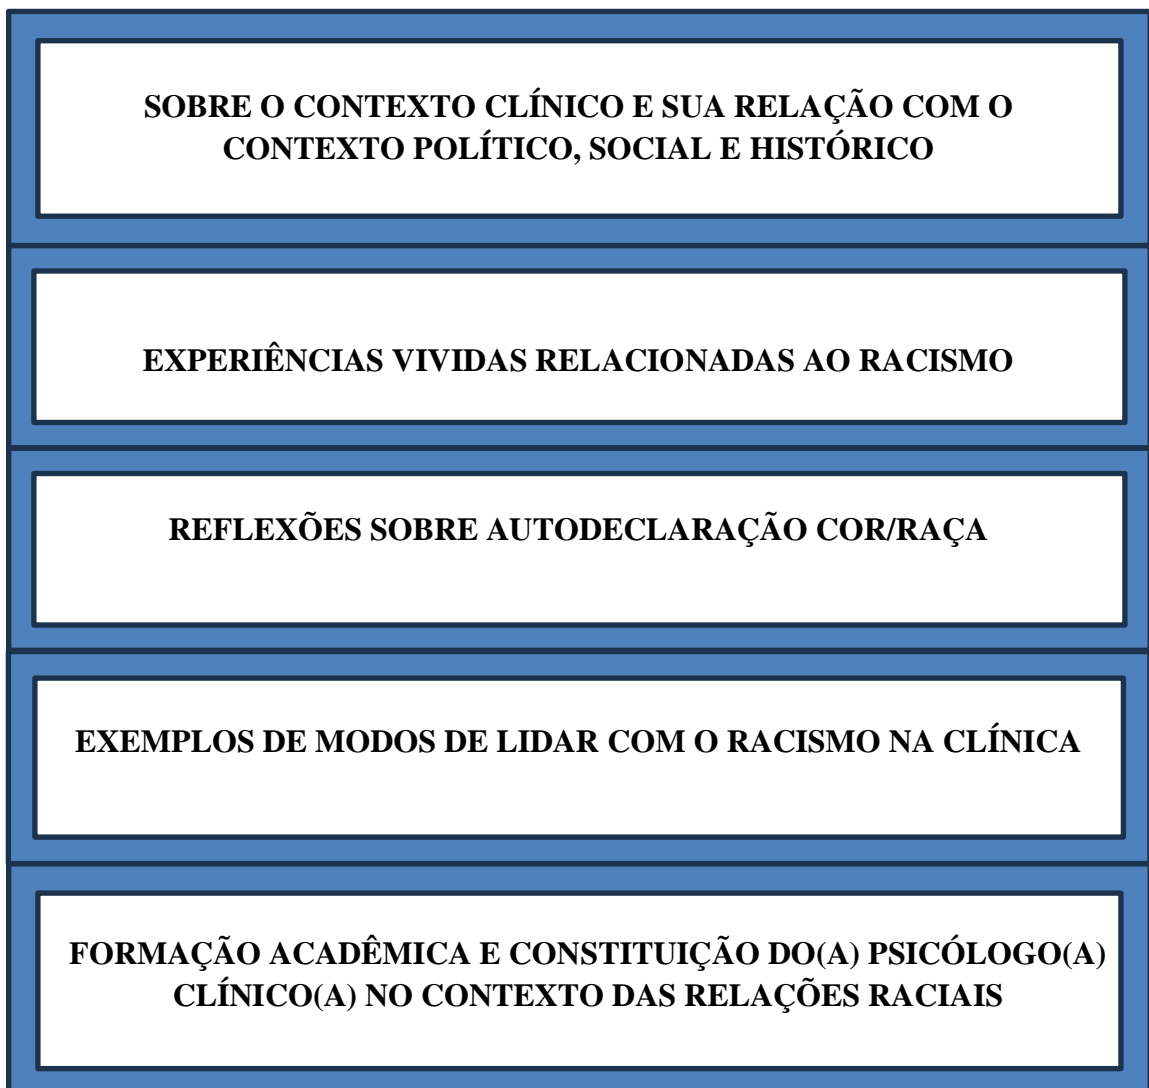 SOBRE O CONTEXTO CLÍNICO E SUA RELAÇÃO COM O
CONTEXTO POLÍTICO, SOCIAL E HISTÓRICO
EXPERIÊNCIAS VIVIDAS RELACIONADAS AO RACISMO
REFLEXÕES SOBRE AUTODECLARAÇÃO COR/RAÇA
EXEMPLOS DE MODOS DE LIDAR COM O RACISMO NA CLÍNICA
FORMAÇÃO ACADÊMICA E CONSTITUIÇÃO DO(A) PSICÓLOGO(A)
CLÍNICO(A) NO CONTEXTO DAS RELAÇÕES RACIAIS